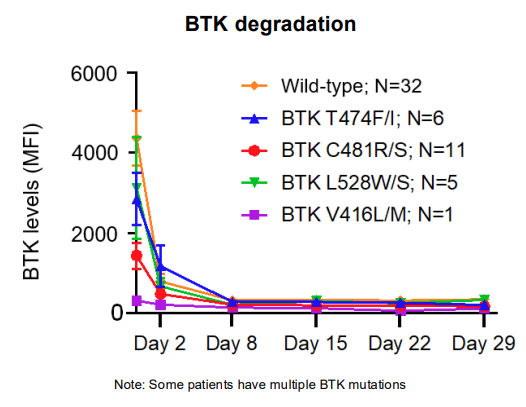 BTK degradation
6000
4000
2000
0
BTK levels (MFI)
Wild-type; N=32
BTK T474F/I; N=6
BTK C481R/S; N=11
BTK L528W/S; N=5
BTK V416L/M; N=1
Day 2 Day 8 Day 15 Day 22 Day 29
Note: Some patients have multiple BTK mutations